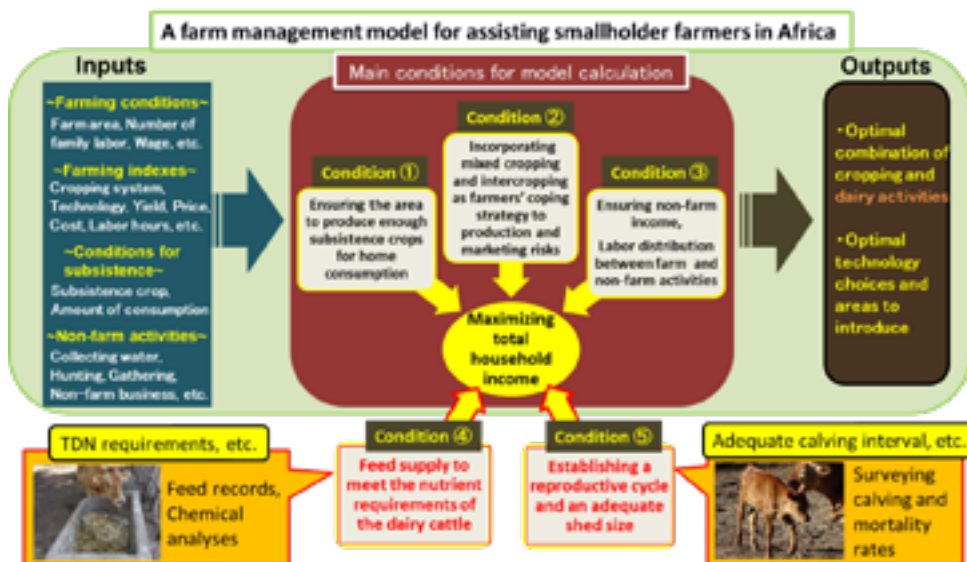 A farm management model for assisting smallholder farmers in Africa
Inputs
~Farming conditions~
Farm area, Number of
family labor, Wage, etc.
~Farming indexes~
Cropping system,
Technology, Yield, Price,
Cost, Labor hours, etc.
~Conditions for
subsistence~
Subsistence crop,
Amount of consumption
~Non-farm activities~
Collecting water,
Hunting, Gathering,
Non-farm business, etc.
Main conditions for model calculation
Condition ①
Ensuring the area
to produce enough
subsistence crops
for home
consumption
Condition ②
Incorporating
mixed cropping
and intercropping
as farmers' coping
strategy to
production and
marketing risks
Condition ③
Ensuring non-farm
income,
Labor distribution
between farm and
non-farm activities
Maximizing
total
household
income
Outputs
・Optimal
combination of
cropping and
dairy activities
・Optimal
technology
choices and
areas to
introduce
TDN requirements, etc.
Feed records,
Chemical
analyses
Condition ④
Feed supply to
meet the nutrient
requirements of
the dairy cattle
Condition ⑤
Establishing a
reproductive cycle
and an adequate
shed size
Adequate calving interval, etc.
Surveying
calving and
mortality
rates